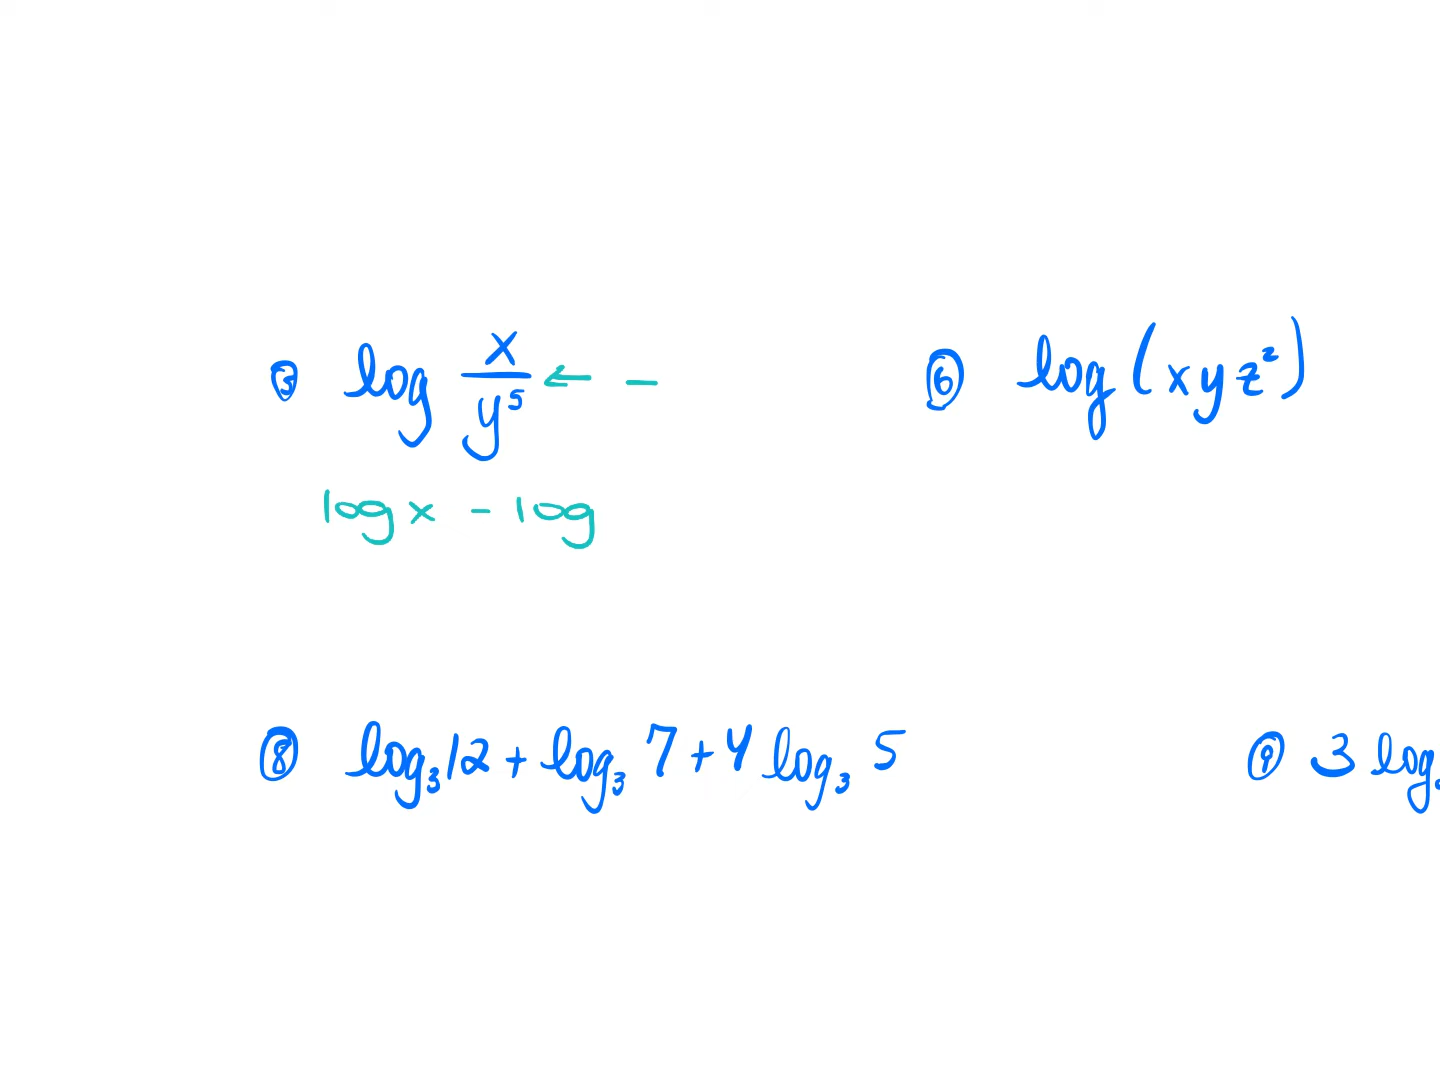 ⑤ log x/y⁵ ← − ⑥ log (xyz²)
log x − log
⑧ log₃12 + log₃ 7 + 4 log₃ 5 ⑨ 3 log